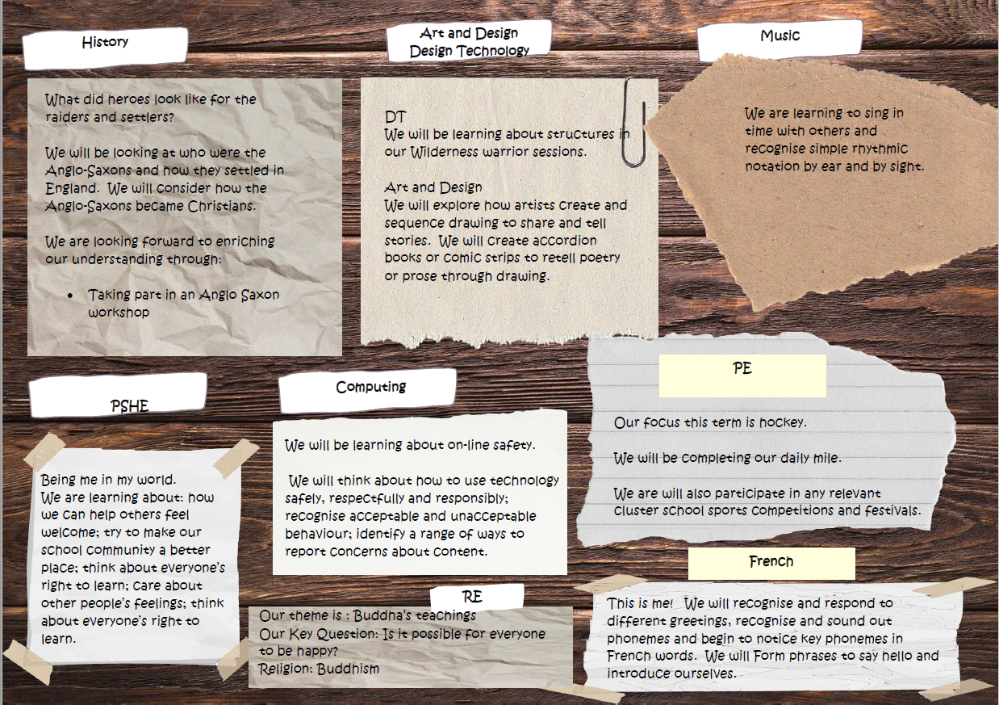 History
What did heroes look like for the
raiders and settlers?
We will be looking at who were the
Anglo-Saxons and how they settled in
England.  We will consider how the
Anglo-Saxons became Christians.
We are looking forward to enriching
our understanding through:
• Taking part in an Anglo Saxon
workshop
Art and Design
Design Technology
DT
We will be learning about structures in
our Wilderness warrior sessions.
Art and Design
We will explore how artists create and
sequence drawing to share and tell
stories.  We will create accordion
books or comic strips to retell poetry
or prose through drawing.
Music
We are learning to sing in
time with others and
recognise simple rhythmic
notation by ear and by sight.
PSHE
Being me in my world.
We are learning about: how
we can help others feel
welcome; try to make our
school community a better
place; think about everyone's
right to learn; care about
other people's feelings; think
about everyone's right to
learn.
Computing
We will be learning about on-line safety.
We will think about how to use technology
safely, respectfully and responsibly;
recognise acceptable and unacceptable
behaviour; identify a range of ways to
report concerns about content.
PE
Our focus this term is hockey.
We will be completing our daily mile.
We are will also participate in any relevant
cluster school sports competitions and festivals.
RE
Our theme is : Buddha's teachings
Our Key Question: Is it possible for everyone
to be happy?
Religion: Buddhism
French
This is me!  We will recognise and respond to
different greetings, recognise and sound out
phonemes and begin to notice key phonemes in
French words.  We will Form phrases to say hello and
introduce ourselves.